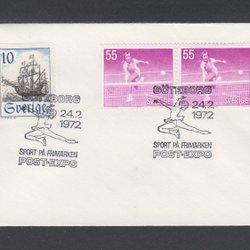 10
Sverige
55
55
SVERIGE
GÖTEBORG
24.2
1972
SPORT PÅ FRIMÄRKEN
POST-EXPO
GÖTEBORG
24.2
1972
SPORT PÅ FRIMÄRKEN
POST-EXPO